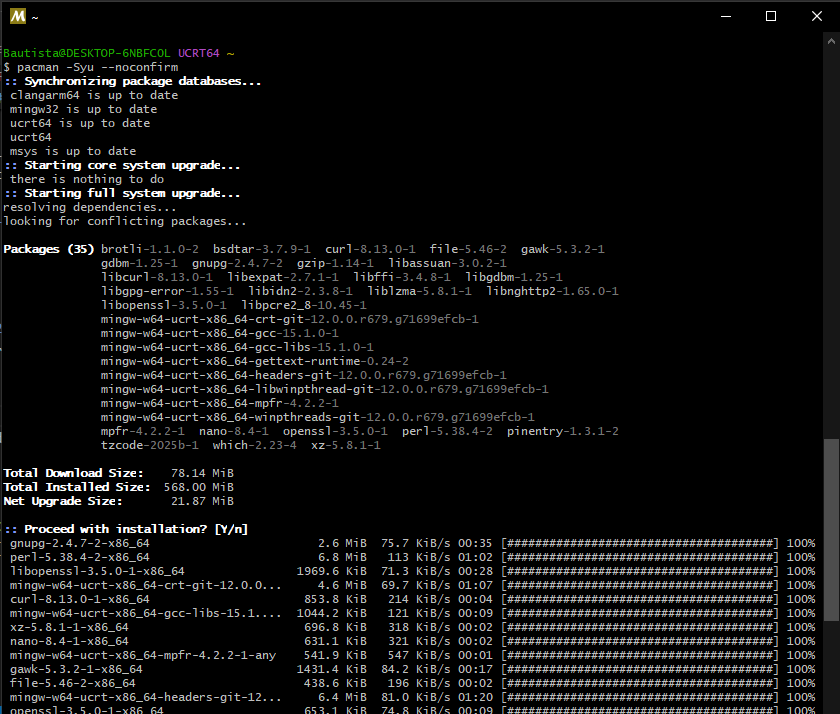 M ~
Bautista@DESKTOP-6NBFC0L UCRT64 ~
$ pacman -Syu --noconfirm
:: Synchronizing package databases...
clangarm64 is up to date
mingw32 is up to date
ucrt64 is up to date
ucrt64
msys is up to date
:: Starting core system upgrade...
there is nothing to do
:: Starting full system upgrade...
resolving dependencies...
looking for conflicting packages...
Packages (35) brotli-1.1.0-2 bsdtar-3.7.9-1 curl-8.13.0-1 file-5.46-2 gawk-5.3.2-1
gdbm-1.25-1 gnupg-2.4.7-2 gzip-1.14-1 libassuan-3.0.2-1
libcurl-8.13.0-1 libexpat-2.7.1-1 libffi-3.4.8-1 libgdbm-1.25-1
libgpg-error-1.55-1 libidn2-2.3.8-1 liblzma-5.8.1-1 libnghttp2-1.65.0-1
libopenssl-3.5.0-1 libpcre2_8-10.45-1
mingw-w64-ucrt-x86_64-crt-git-12.0.0.r679.g71699efcb-1
mingw-w64-ucrt-x86_64-gcc-15.1.0-1
mingw-w64-ucrt-x86_64-gcc-libs-15.1.0-1
mingw-w64-ucrt-x86_64-gettext-runtime-0.24-2
mingw-w64-ucrt-x86_64-headers-git-12.0.0.r679.g71699efcb-1
mingw-w64-ucrt-x86_64-libwinpthread-git-12.0.0.r679.g71699efcb-1
mingw-w64-ucrt-x86_64-mpfr-4.2.2-1
mingw-w64-ucrt-x86_64-winpthreads-git-12.0.0.r679.g71699efcb-1
mpfr-4.2.2-1 nano-8.4-1 openssl-3.5.0-1 perl-5.38.4-2 pinentry-1.3.1-2
tzcode-2025b-1 which-2.23-4 xz-5.8.1-1
Total Download Size: 78.14 MiB
Total Installed Size: 568.00 MiB
Net Upgrade Size: 21.87 MiB
:: Proceed with installation? [Y/n]
gnupg-2.4.7-2-x86_64 2.6 MiB 75.7 KiB/s 00:35 [######################################] 100%
perl-5.38.4-2-x86_64 6.8 MiB 113 KiB/s 01:02 [######################################] 100%
libopenssl-3.5.0-1-x86_64 1969.6 KiB 71.3 KiB/s 00:28 [######################################] 100%
mingw-w64-ucrt-x86_64-crt-git-12.0.0... 4.6 MiB 69.7 KiB/s 01:07 [######################################] 100%
curl-8.13.0-1-x86_64 853.8 KiB 214 KiB/s 00:04 [######################################] 100%
mingw-w64-ucrt-x86_64-gcc-libs-15.1.... 1044.2 KiB 121 KiB/s 00:09 [######################################] 100%
xz-5.8.1-1-x86_64 696.8 KiB 318 KiB/s 00:02 [######################################] 100%
nano-8.4-1-x86_64 631.1 KiB 321 KiB/s 00:02 [######################################] 100%
mingw-w64-ucrt-x86_64-mpfr-4.2.2-1-any 541.9 KiB 547 KiB/s 00:01 [######################################] 100%
gawk-5.3.2-1-x86_64 1431.4 KiB 84.2 KiB/s 00:17 [######################################] 100%
file-5.46-2-x86_64 438.6 KiB 196 KiB/s 00:02 [######################################] 100%
mingw-w64-ucrt-x86_64-headers-git-12... 6.4 MiB 81.0 KiB/s 01:20 [######################################] 100%
openssl-3.5.0-1-x86_64 653.1 KiB 74.8 KiB/s 00:09 [######################################] 100%